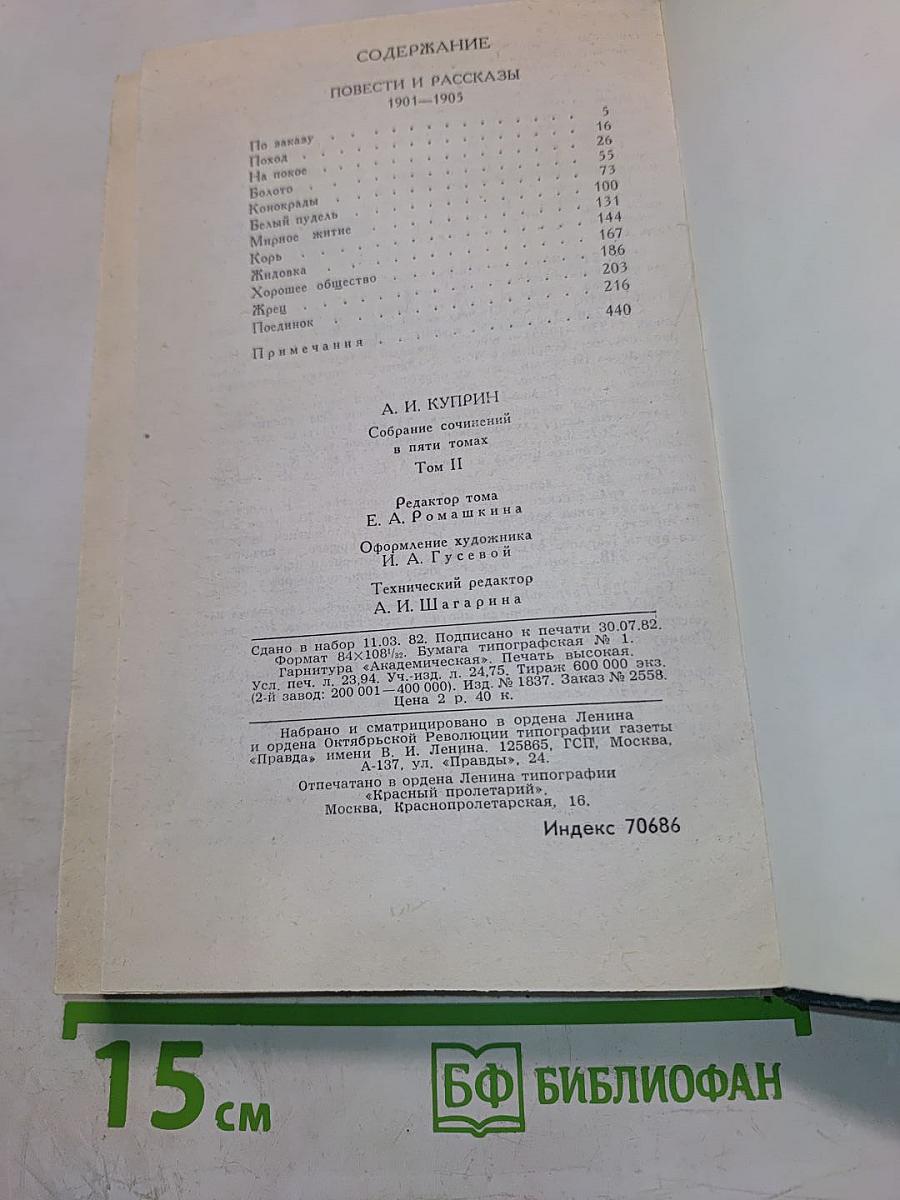 СОДЕРЖАНИЕ
ПОВЕСТИ И РАССКАЗЫ
1901—1905
По заказу . . . . . . . . . . . . 5
Поход . . . . . . . . . . . . 16
На покое . . . . . . . . . . . . 26
Болото . . . . . . . . . . . . 55
Конокрады . . . . . . . . . . . . 73
Белый пудель . . . . . . . . . . . . 100
Мирное житие . . . . . . . . . . . . 131
Корь . . . . . . . . . . . . 144
Жидовка . . . . . . . . . . . . 167
Хорошее общество . . . . . . . . . . . . 186
Жрец . . . . . . . . . . . . 203
Поединок . . . . . . . . . . . . 216
Примечания . . . . . . . . . . . . 440
А. И. КУПРИН
Собрание сочинений
в пяти томах
Том II
Редактор тома
Е. А. Ромашкина
Оформление художника
И. А. Гусевой
Технический редактор
А. И. Шагарина
Сдано в набор 11.03. 82. Подписано к печати 30.07.82.
Формат 84×108¹/₃₂. Бумага типографская № 1.
Гарнитура «Академическая». Печать высокая.
Усл. печ. л. 23,94. Уч.-изд. л. 24,75. Тираж 600 000 экз.
(2-й завод: 200 001—400 000). Изд. № 1837. Заказ № 2558.
Цена 2 р. 40 к.
Набрано и сматрицировано в ордена Ленина
и ордена Октябрьской Революции типографии газеты
«Правда» имени В. И. Ленина. 125865, ГСП, Москва,
А-137, ул. «Правды», 24.
Отпечатано в ордена Ленина типографии
«Красный пролетарий».
Москва, Краснопролетарская, 16.
Индекс 70686
15 см
БФ БИБЛИОФАН